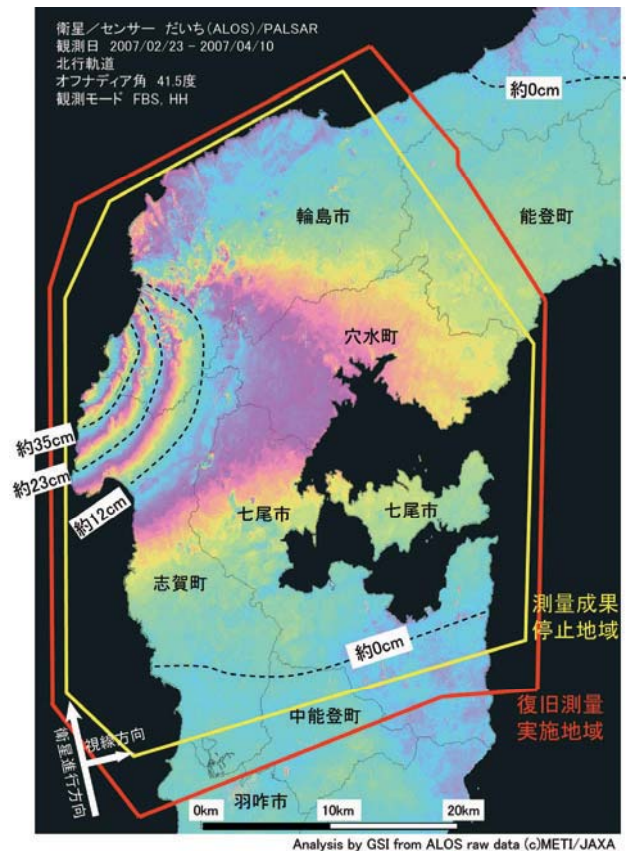 衛星/センサー だいち(ALOS)/PALSAR
観測日 2007/02/23 - 2007/04/10
北行軌道
オフナディア角 41.5度
観測モード FBS, HH
約0cm
輪島市
能登町
穴水町
約35cm
約23cm
約12cm
七尾市
七尾市
志賀町
測量成果
停止地域
約0cm
復旧測量
実施地域
中能登町
視線方向
衛星進行方向
羽咋市
0km
10km
20km
Analysis by GSI from ALOS raw data (c)METI/JAXA